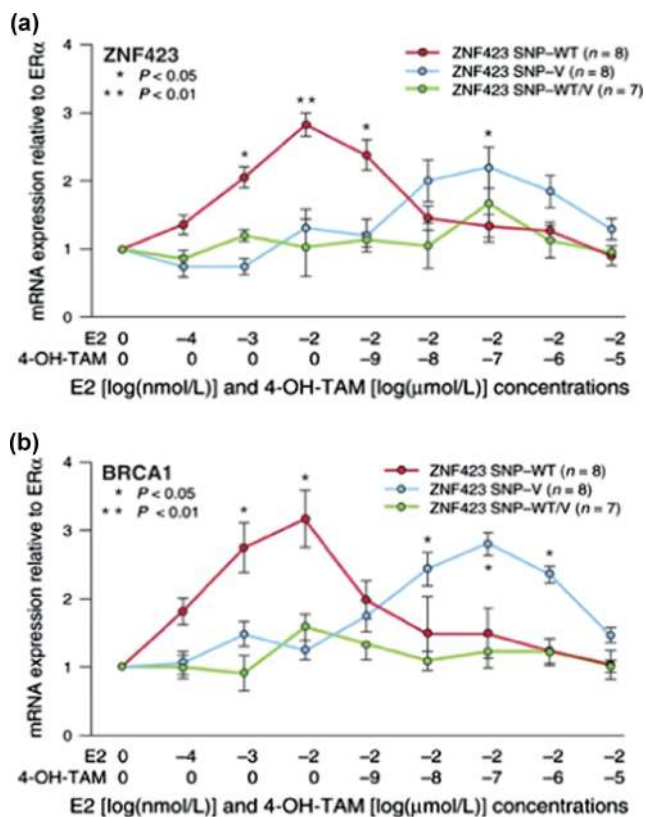 (a)
ZNF423
* P < 0.05
** P < 0.01
ZNF423 SNP–WT (n = 8)
ZNF423 SNP–V (n = 8)
ZNF423 SNP–WT/V (n = 7)
mRNA expression relative to ERα
4
3
2
1
0
* ** * *
E2 0 –4 –3 –2 –2 –2 –2 –2 –2
4-OH-TAM 0 0 0 0 –9 –8 –7 –6 –5
E2 [log(nmol/L)] and 4-OH-TAM [log(μmol/L)] concentrations
(b)
BRCA1
* P < 0.05
** P < 0.01
ZNF423 SNP–WT (n = 8)
ZNF423 SNP–V (n = 8)
ZNF423 SNP–WT/V (n = 7)
mRNA expression relative to ERα
4
3
2
1
0
* * * * *
E2 0 –4 –3 –2 –2 –2 –2 –2 –2
4-OH-TAM 0 0 0 0 –9 –8 –7 –6 –5
E2 [log(nmol/L)] and 4-OH-TAM [log(μmol/L)] concentrations